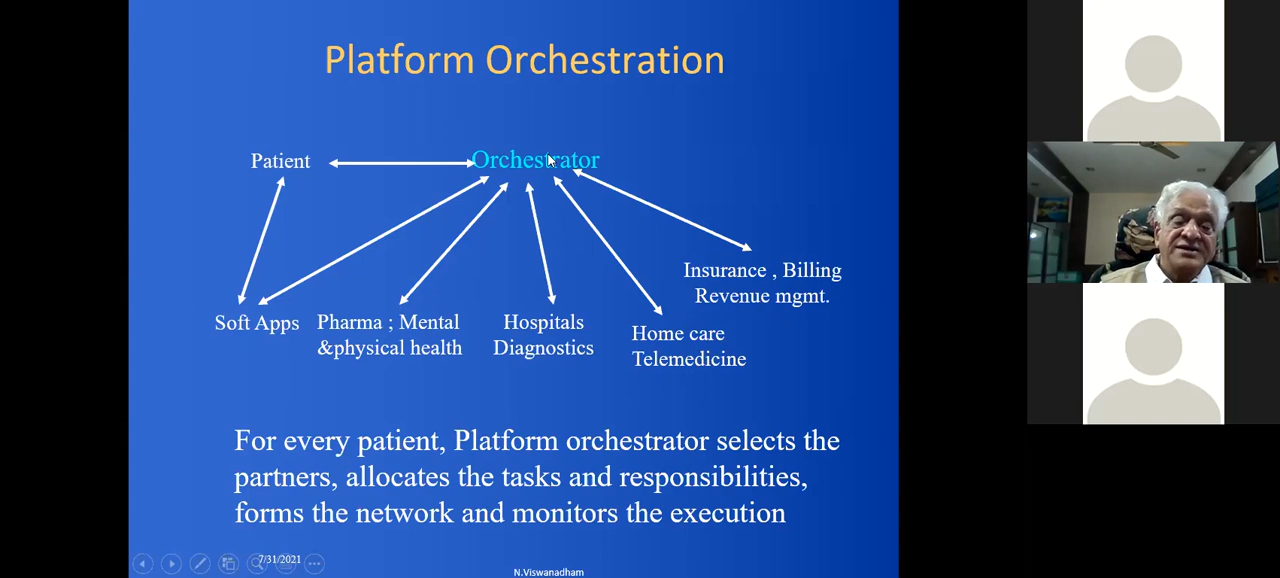 Platform Orchestration
Patient
Orchestrator
Insurance , Billing
Revenue mgmt.
Soft Apps
Pharma ; Mental
&physical health
Hospitals
Diagnostics
Home care
Telemedicine
For every patient, Platform orchestrator selects the
partners, allocates the tasks and responsibilities,
forms the network and monitors the execution
7/31/2021
N.Viswanadham